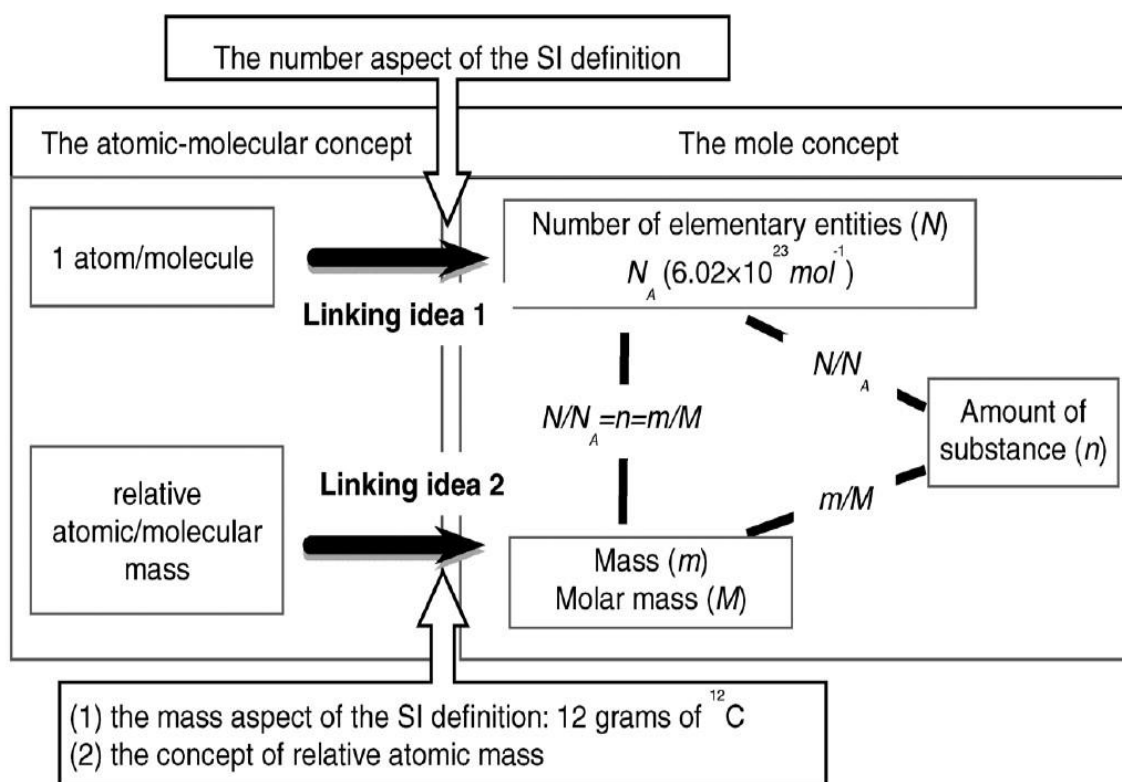 The number aspect of the SI definition
The atomic-molecular concept
The mole concept
1 atom/molecule
Linking idea 1
Number of elementary entities (N)
N_A (6.02×10^23 mol^-1)
N/N_A
N/N_A=n=m/M
Amount of
substance (n)
relative
atomic/molecular
mass
Linking idea 2
m/M
Mass (m)
Molar mass (M)
(1) the mass aspect of the SI definition: 12 grams of ^12C
(2) the concept of relative atomic mass